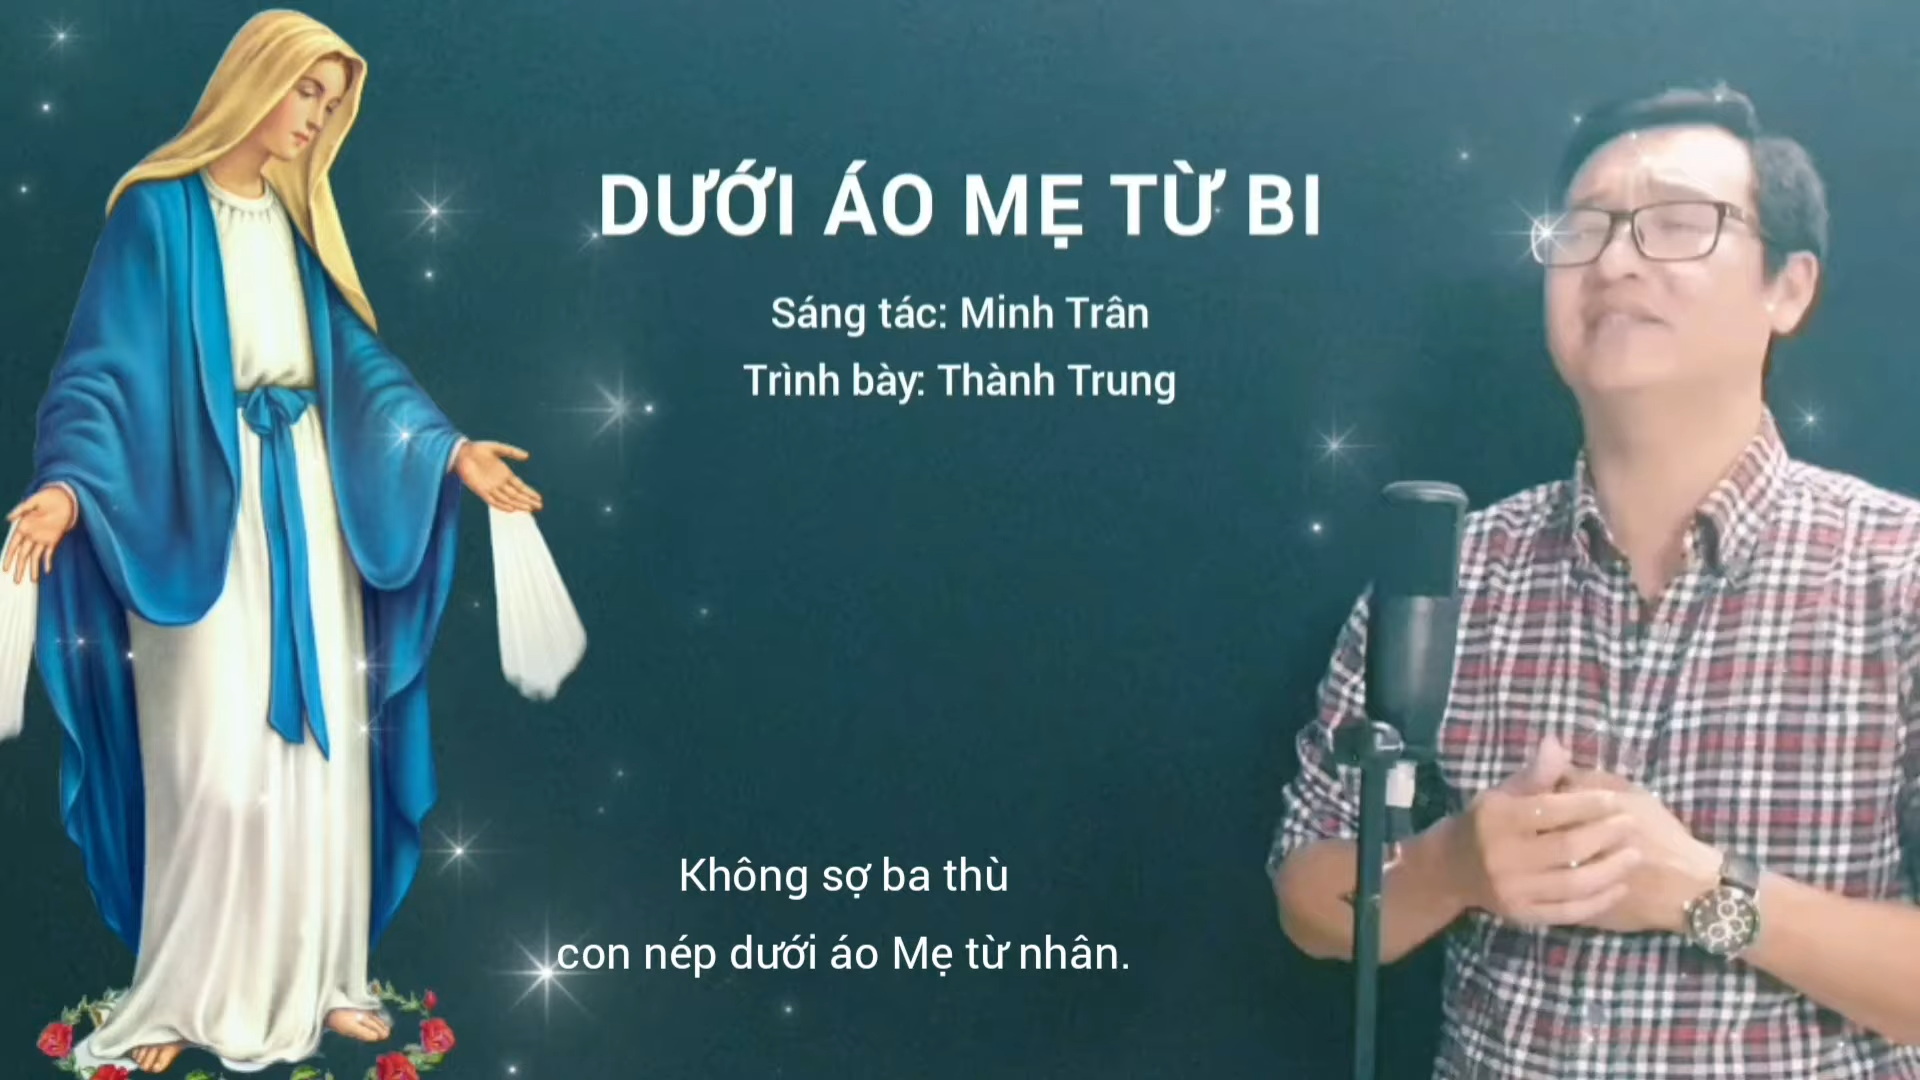 DƯỚI ÁO MẸ TỪ BI
Sáng tác: Minh Trân
Trình bày: Thành Trung
Không sợ ba thù
con nép dưới áo Mẹ từ nhân.